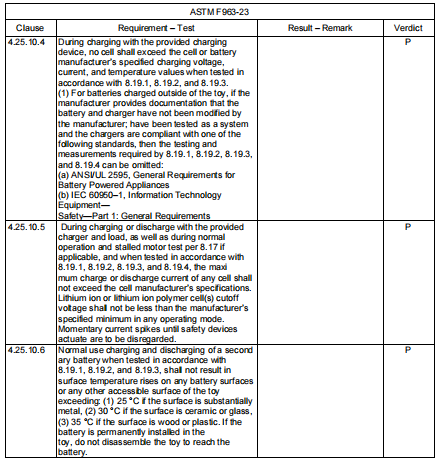 ASTM F963-23
Clause Requirement – Test Result – Remark Verdict
4.25.10.4 During charging with the provided charging P
device, no cell shall exceed the cell or battery
manufacturer's specified charging voltage,
current, and temperature values when tested in
accordance with 8.19.1, 8.19.2, and 8.19.3.
(1) For batteries charged outside of the toy, if the
manufacturer provides documentation that the
battery and charger have not been modified by
the manufacturer; have been tested as a system
and the chargers are compliant with one of the
following standards, then the testing and
measurements required by 8.19.1, 8.19.2, 8.19.3,
and 8.19.4 can be omitted:
(a) ANSI/UL 2595, General Requirements for
Battery Powered Appliances
(b) IEC 60950–1, Information Technology
Equipment—
Safety—Part 1: General Requirements
4.25.10.5 During charging or discharge with the provided P
charger and load, as well as during normal
operation and stalled motor test per 8.17 if
applicable, and when tested in accordance with
8.19.1, 8.19.2, 8.19.3, and 8.19.4, the maxi
mum charge or discharge current of any cell shall
not exceed the cell manufacturer's specifications.
Lithium ion or lithium ion polymer cell(s) cutoff
voltage shall not be less than the manufacturer's
specified minimum in any operating mode.
Momentary current spikes until safety devices
actuate are to be disregarded.
4.25.10.6 Normal use charging and discharging of a second P
ary battery when tested in accordance with
8.19.1, 8.19.2, and 8.19.3, shall not result in
surface temperature rises on any battery surfaces
or any other accessible surface of the toy
exceeding: (1) 25 °C if the surface is substantially
metal, (2) 30 °C if the surface is ceramic or glass,
(3) 35 °C if the surface is wood or plastic. If the
battery is permanently installed in the
toy, do not disassemble the toy to reach the
battery.